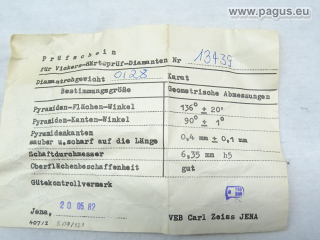 www.pagus.eu
Prüfschein
für Vickers-Härteprüf-Diamanten Nr 13439
Diamantrohgewicht 0,128 Karat
Bestimmungsgröße Geometrische Abmessungen
Pyramiden-Flächen-Winkel 136° ± 20'
Pyramiden-Kanten-Winkel 90° ± 1°
Pyramidenkanten
sauber u. scharf auf die Länge 0,4 mm ± 0,1 mm
Schaftdurchmesser 6,35 mm h5
Oberflächenbeschaffenheit gut
Gütekontrollvermerk
Jena, 20 05. 82 VEB Carl Zeiss JENA